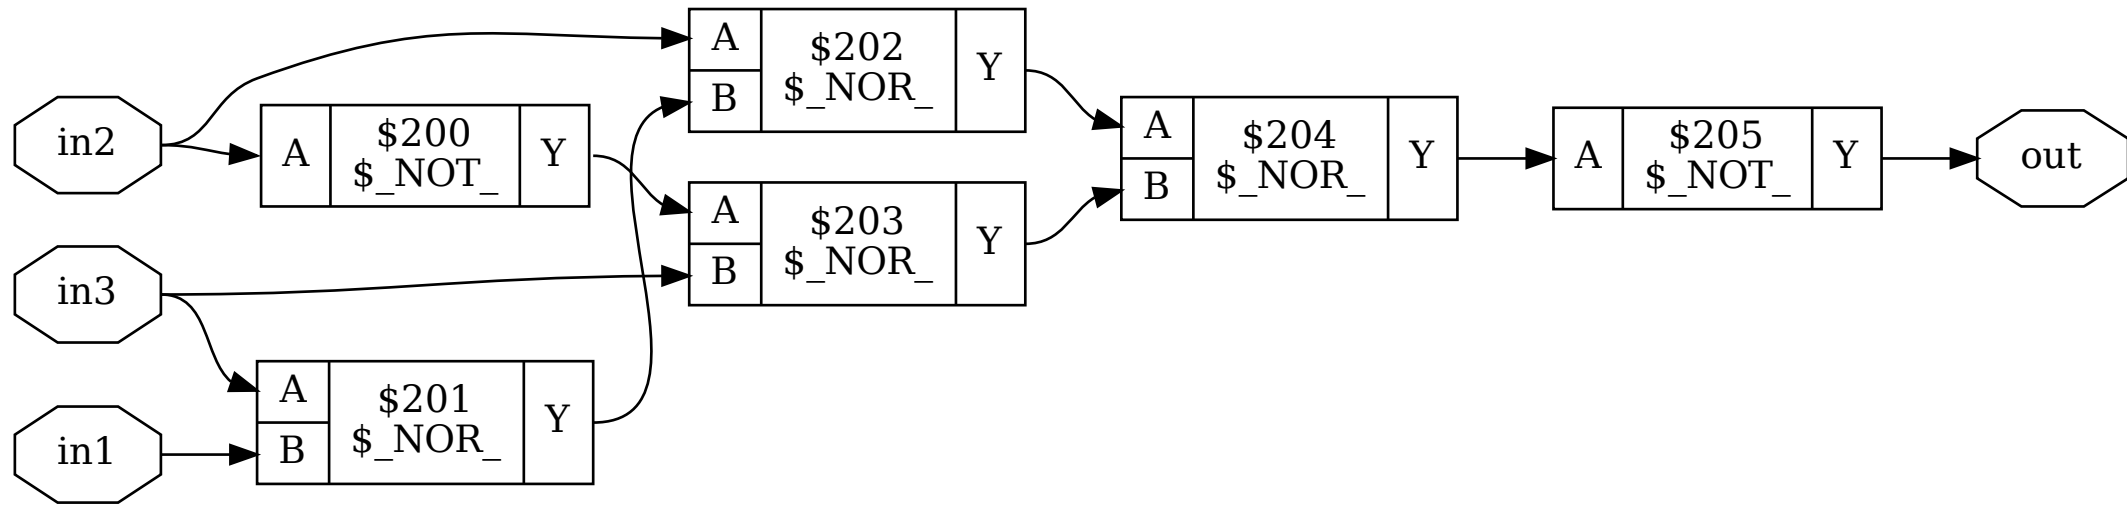 in2
in3
in1
A
$200
$_NOT_
Y
A
B
$201
$_NOR_
Y
A
B
$202
$_NOR_
Y
A
B
$203
$_NOR_
Y
A
B
$204
$_NOR_
Y
A
$205
$_NOT_
Y
out